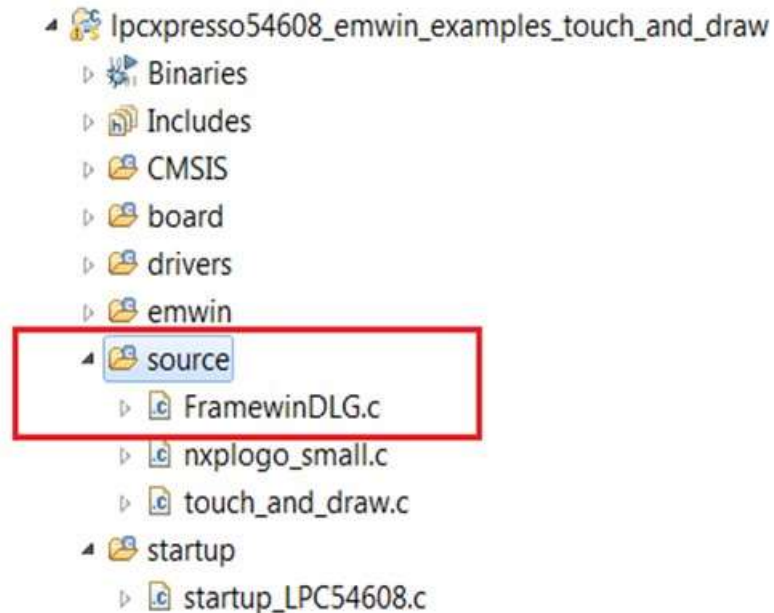 lpcxpresso54608_emwin_examples_touch_and_draw
Binaries
Includes
CMSIS
board
drivers
emwin
source
FramewinDLG.c
nxplogo_small.c
touch_and_draw.c
startup
startup_LPC54608.c